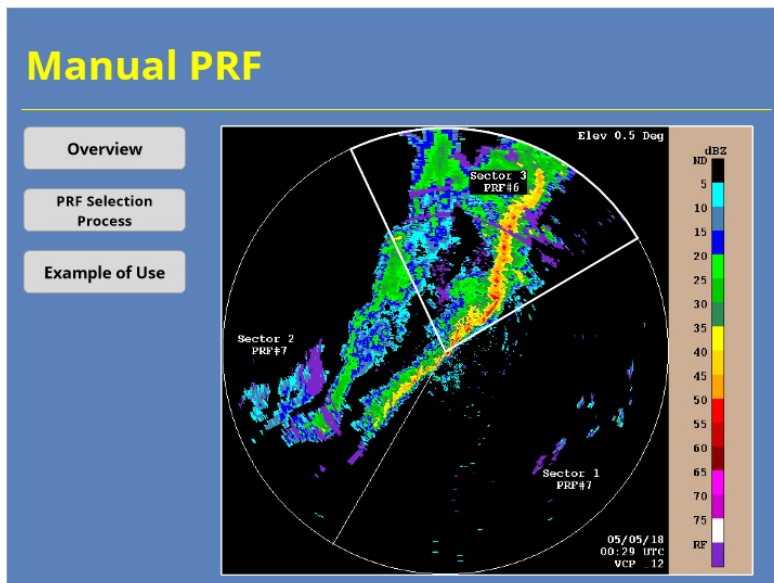 Manual PRF
Overview
PRF Selection
Process
Example of Use
Elev 0.5 Deg
Sector 3
PRF#6
Sector 2
PRF#7
Sector 1
PRF#7
05/05/18
00:29 UTC
VCP 12
dBZ
ND
5
10
15
20
25
30
35
40
45
50
55
60
65
70
75
RF